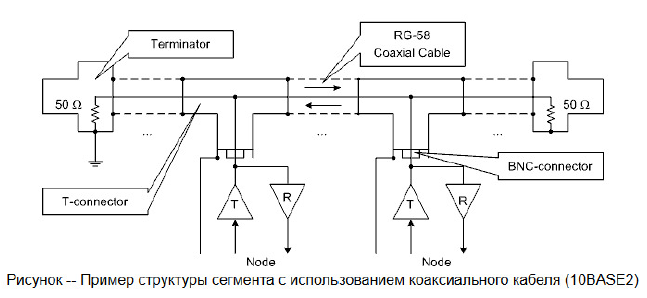 RG-58
Coaxial Cable
Terminator
50 Ω
50 Ω
...
...
...
BNC-connector
T-connector
T
R
T
R
Node
Node
Рисунок -- Пример структуры сегмента с использованием коаксиального кабеля (10BASE2)